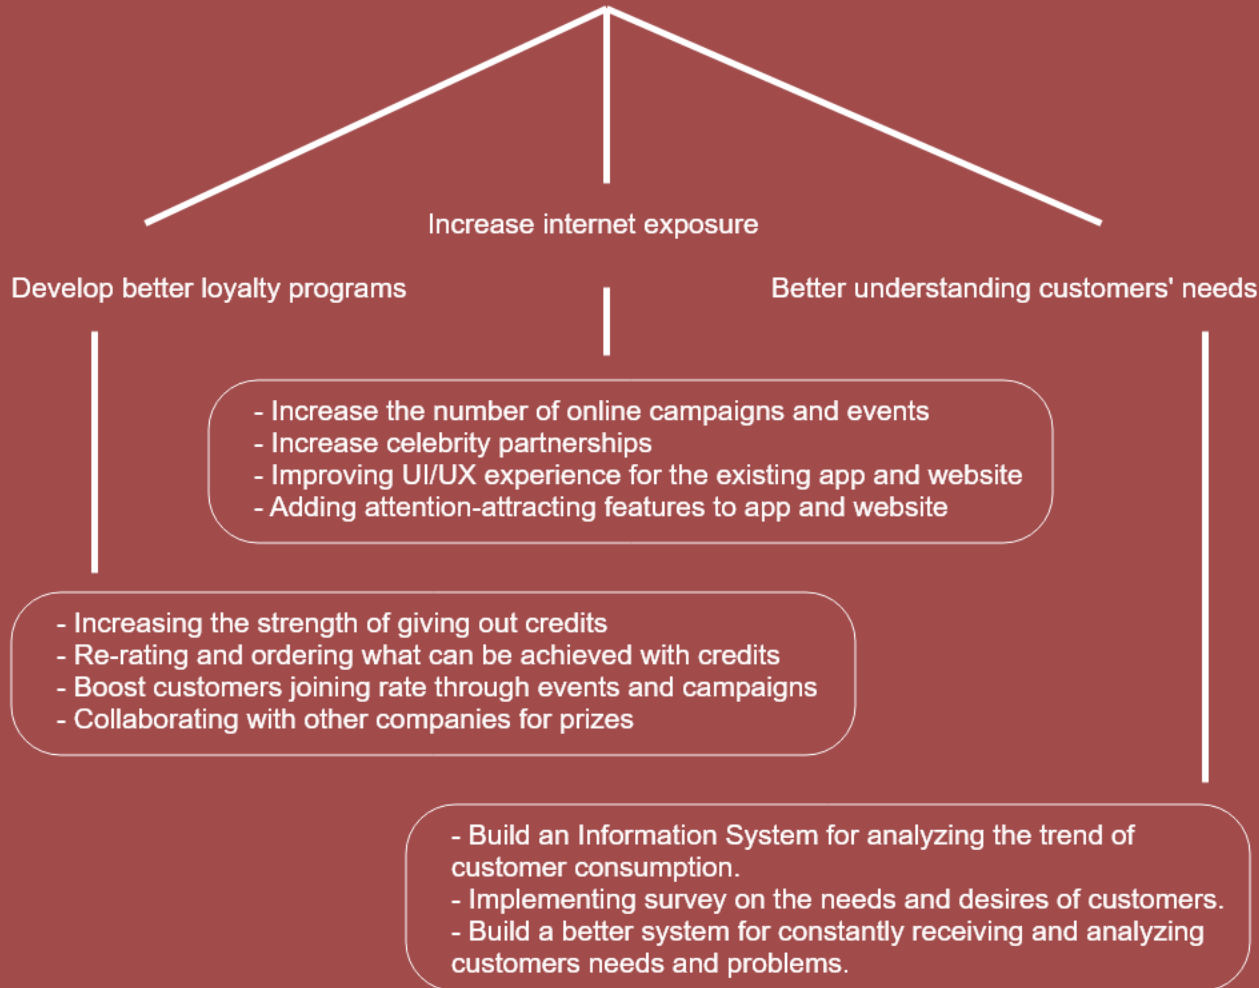 Increase internet exposure
Develop better loyalty programs
Better understanding customers' needs
- Increase the number of online campaigns and events
- Increase celebrity partnerships
- Improving UI/UX experience for the existing app and website
- Adding attention-attracting features to app and website
- Increasing the strength of giving out credits
- Re-rating and ordering what can be achieved with credits
- Boost customers joining rate through events and campaigns
- Collaborating with other companies for prizes
- Build an Information System for analyzing the trend of
customer consumption.
- Implementing survey on the needs and desires of customers.
- Build a better system for constantly receiving and analyzing
customers needs and problems.